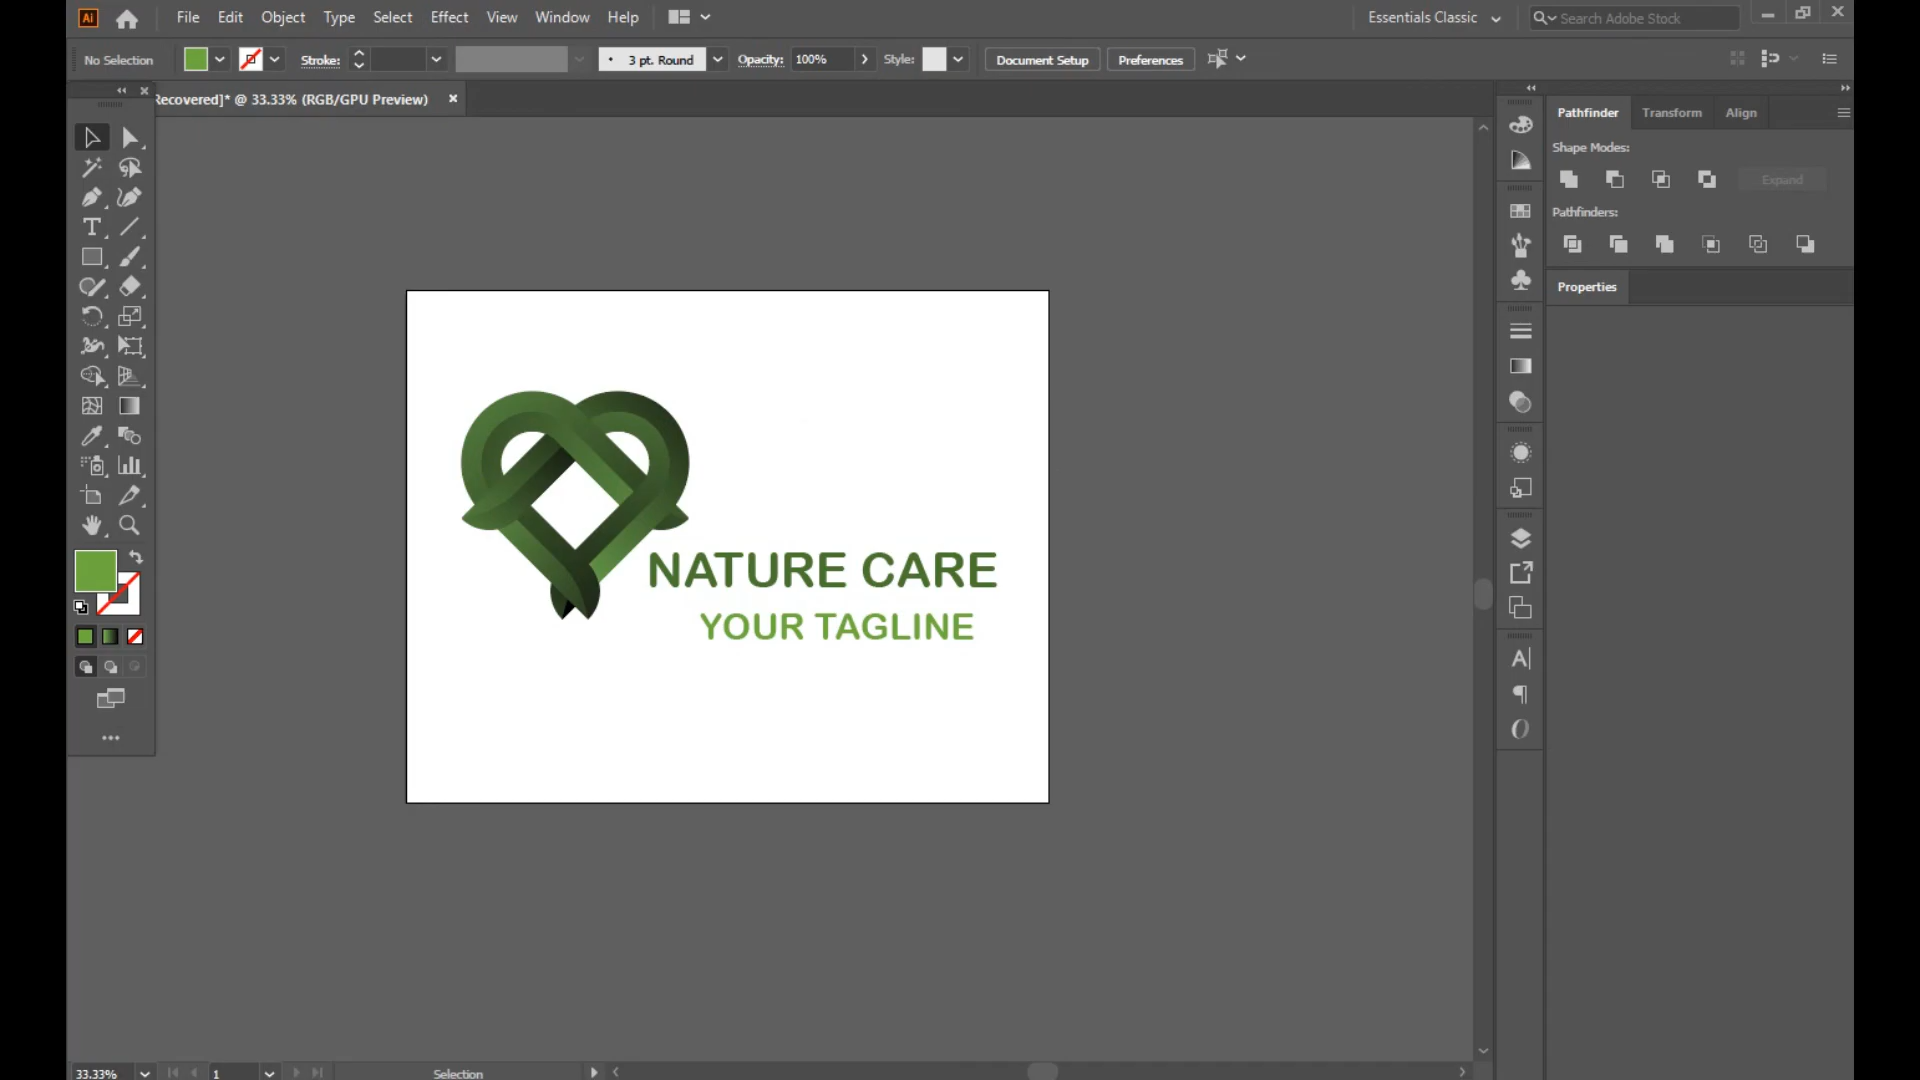 Ai File Edit Object Type Select Effect View Window Help Essentials Classic Search Adobe Stock
No Selection Stroke: 3 pt. Round Opacity: 100% Style: Document Setup Preferences
Recovered]* @ 33.33% (RGB/GPU Preview)
Pathfinder Transform Align
Shape Modes:
Expand
Pathfinders:
Properties
NATURE CARE
YOUR TAGLINE
33.33% 1 Selection